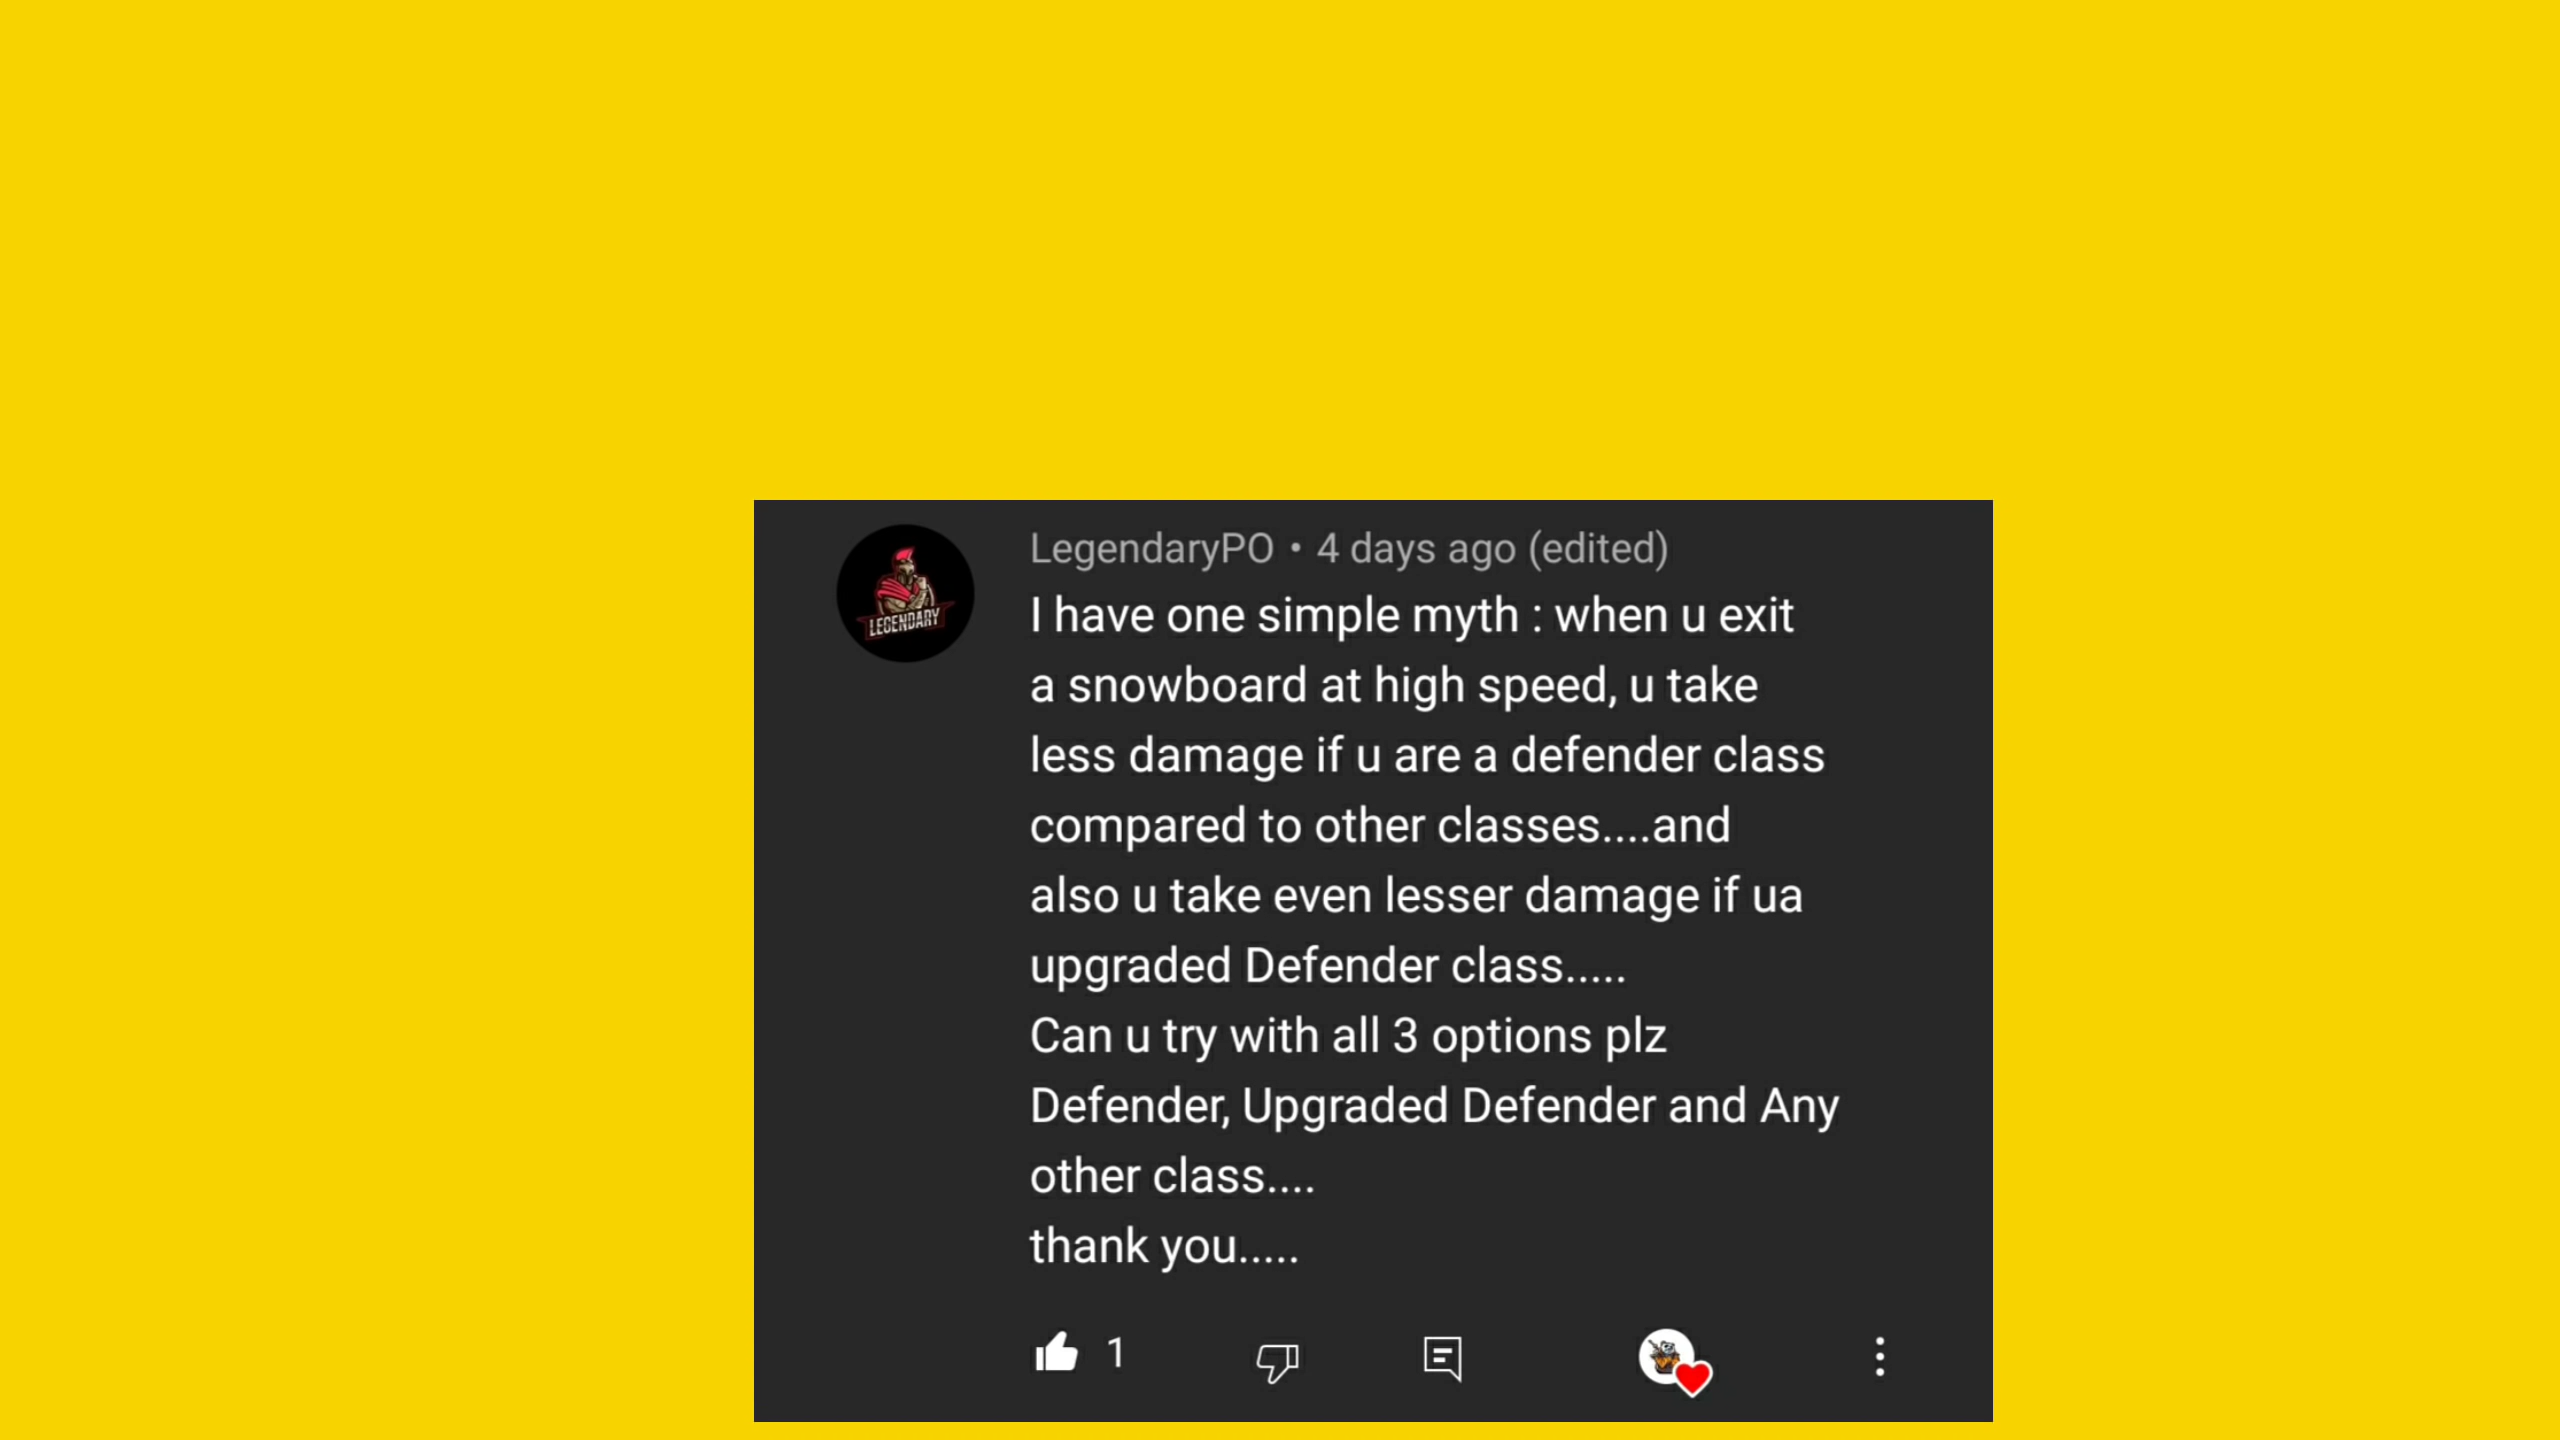 LegendaryPO • 4 days ago (edited)
LEGENDARY
I have one simple myth : when u exit
a snowboard at high speed, u take
less damage if u are a defender class
compared to other classes....and
also u take even lesser damage if ua
upgraded Defender class.....
Can u try with all 3 options plz
Defender, Upgraded Defender and Any
other class....
thank you.....
1